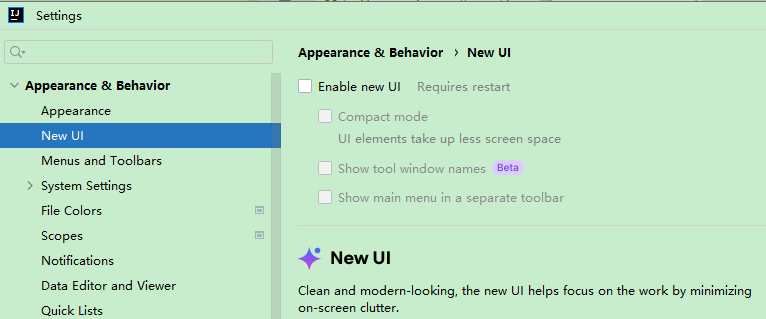 IJ
Settings
Appearance & Behavior
Appearance
New UI
Menus and Toolbars
System Settings
File Colors
Scopes
Notifications
Data Editor and Viewer
Quick Lists
Appearance & Behavior › New UI
Enable new UI Requires restart
Compact mode
UI elements take up less screen space
Show tool window names Beta
Show main menu in a separate toolbar
New UI
Clean and modern-looking, the new UI helps focus on the work by minimizing
on-screen clutter.